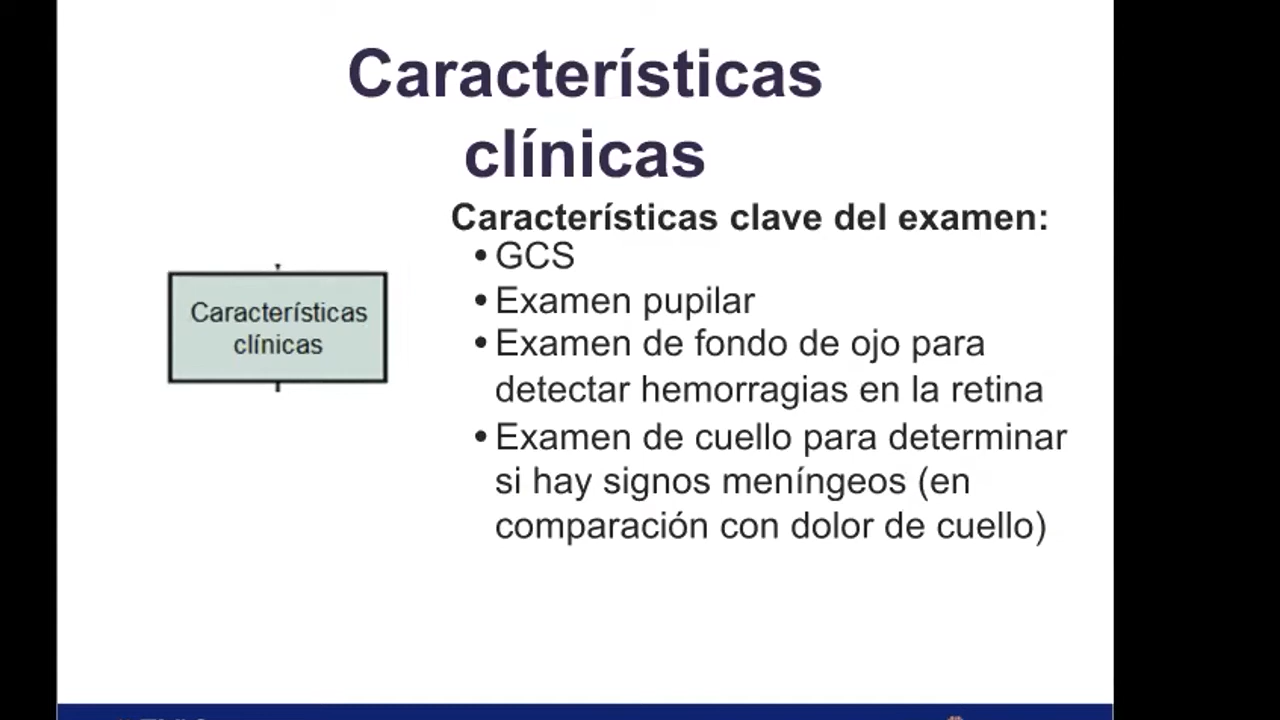 Características
clínicas
Características clave del examen:
• GCS
• Examen pupilar
• Examen de fondo de ojo para
detectar hemorragias en la retina
• Examen de cuello para determinar
si hay signos meníngeos (en
comparación con dolor de cuello)
Características
clínicas